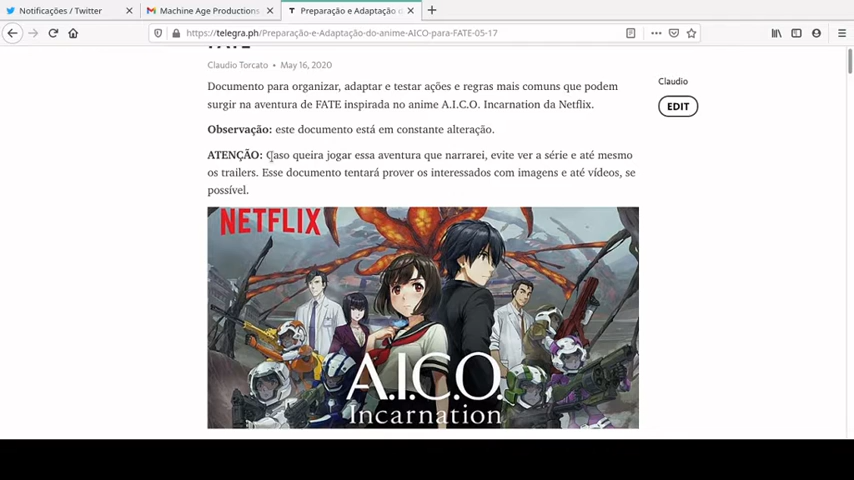 Notificações / Twitter
Machine Age Productions
Preparação e Adaptação d
https://telegra.ph/Preparação-e-Adaptação-do-anime-AICO-para-FATE-05-17
FATE
Claudio Torcato • May 16, 2020
Documento para organizar, adaptar e testar ações e regras mais comuns que podem
surgir na aventura de FATE inspirada no anime A.I.C.O. Incarnation da Netflix.
Observação: este documento está em constante alteração.
ATENÇÃO: Caso queira jogar essa aventura que narrarei, evite ver a série e até mesmo
os trailers. Esse documento tentará prover os interessados com imagens e até vídeos, se
possível.
Claudio
EDIT
NETFLIX
A.I.C.O.
Incarnation